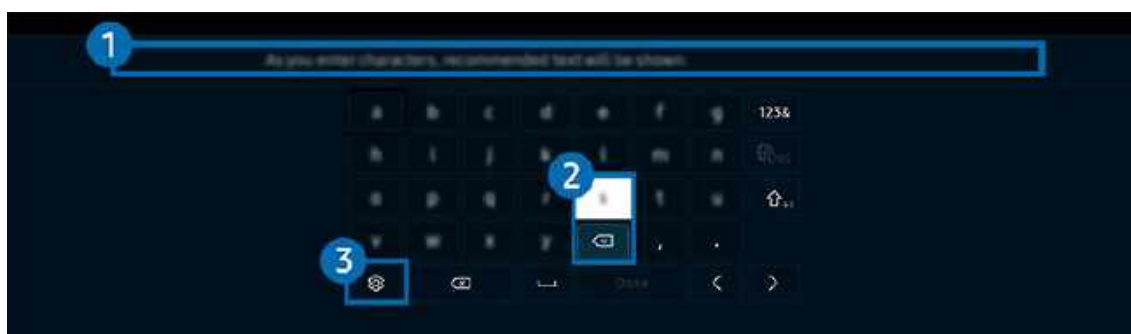 1
As you enter characters, recommended text will be shown.
a b c d e f g 123&
h i j k l m n
2
o p q r s t u
v w x y , .
3
Done